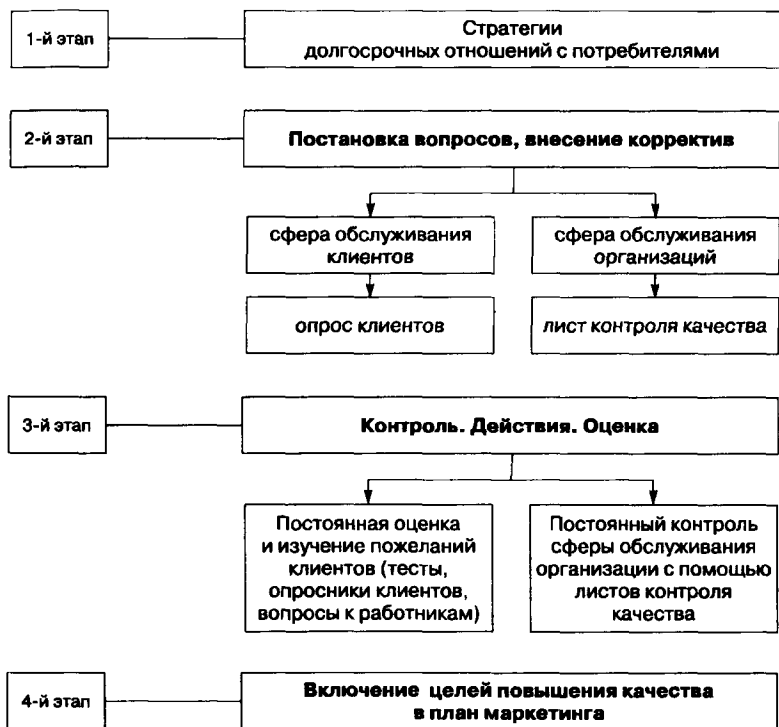 1-й этап
Стратегии
долгосрочных отношений с потребителями
2-й этап
Постановка вопросов, внесение корректив
сфера обслуживания
клиентов
сфера обслуживания
организаций
опрос клиентов
лист контроля качества
3-й этап
Контроль. Действия. Оценка
Постоянная оценка
и изучение пожеланий
клиентов (тесты,
опросники клиентов,
вопросы к работникам)
Постоянный контроль
сферы обслуживания
организации с помощью
листов контроля
качества
4-й этап
Включение целей повышения качества
в план маркетинга